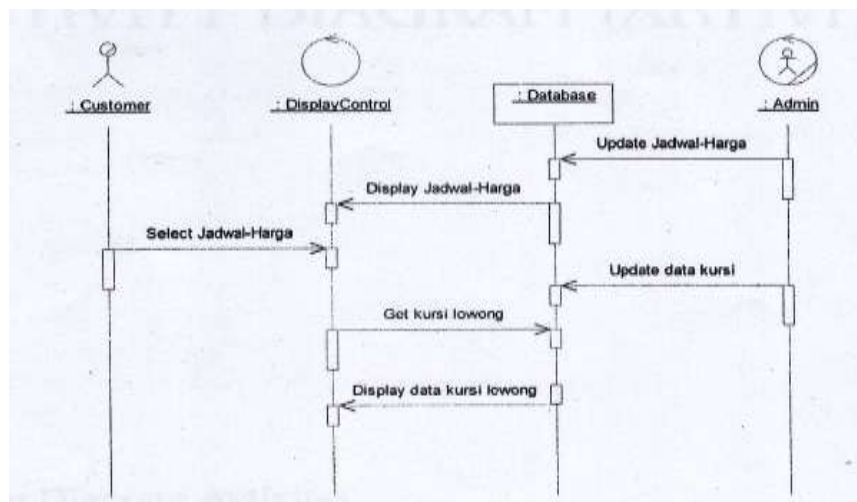 : Customer
: DisplayControl
: Database
: Admin
Update Jadwal-Harga
Display Jadwal-Harga
Select Jadwal-Harga
Update data kursi
Get kursi lowong
Display data kursi lowong